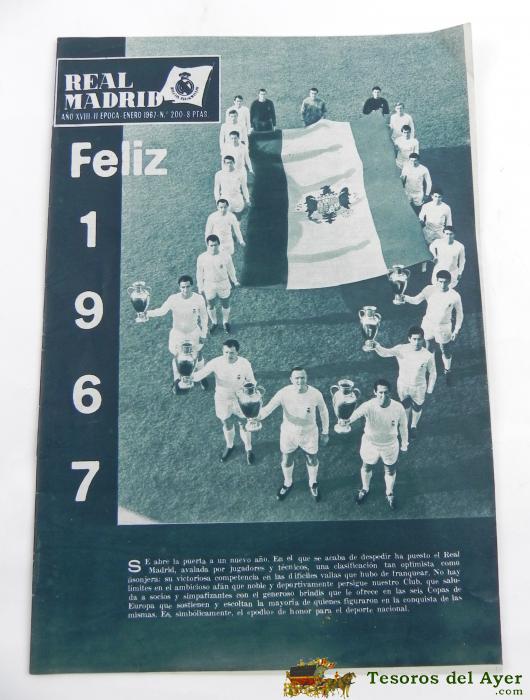 REAL
MADRID
AÑO XVIII-II EPOCA-ENERO 1967-N.º 200-8 PTAS.
Feliz
1
9
6
7
SE abre la puerta a un nuevo año. En el que se acaba de despedir ha puesto el Real
Madrid, avalada por jugadores y técnicos, una clasificación tan optimista como
lisonjera: su victoriosa competencia en las difíciles vallas que hubo de franquear. No hay
límites en el ambicioso afán que noble y deportivamente persigue nuestro Club, que salu-
da a socios y simpatizantes con el generoso brindis que le ofrece en las seis Copas de
Europa que sostienen y escoltan la mayoría de quienes figuraron en la conquista de las
mismas. Es, simbólicamente, el «podio» de honor para el deporte nacional.
Tesoros del Ayer
.com